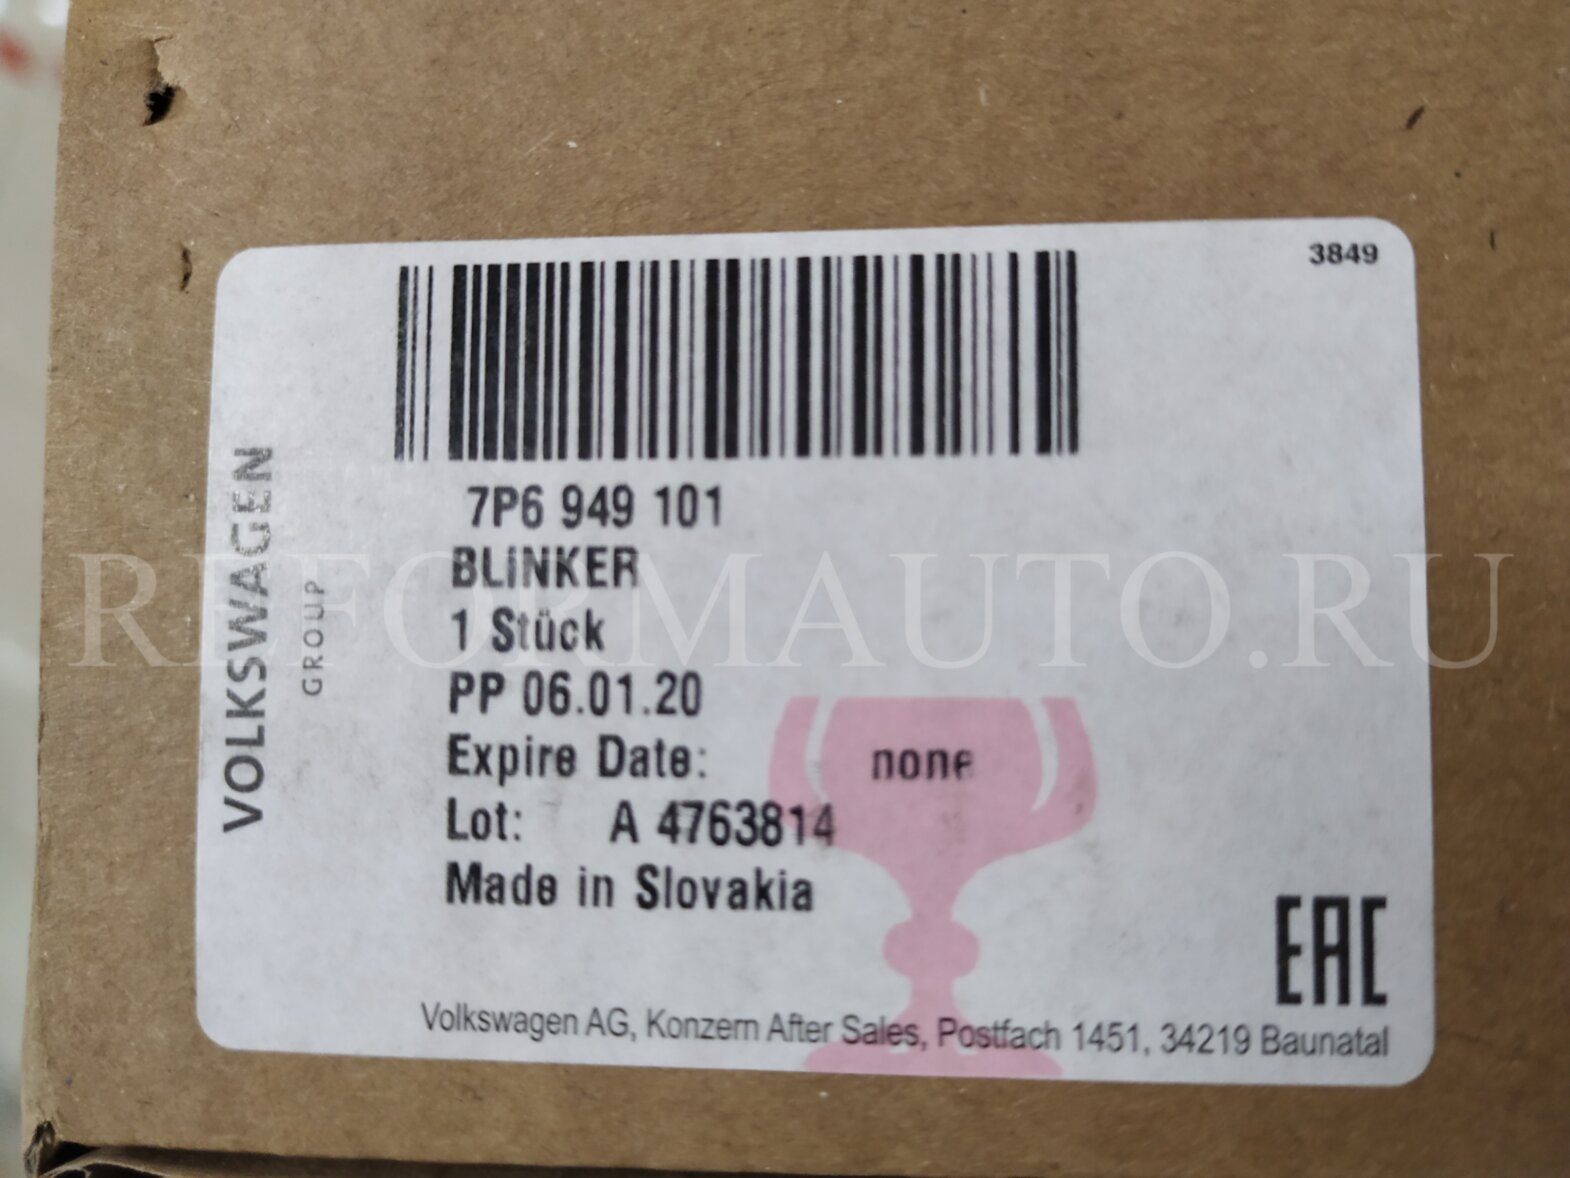 3849
VOLKSWAGEN
GROUP
7P6 949 101
BLINKER
1 Stück
PP 06.01.20
Expire Date: none
Lot: A 4763814
Made in Slovakia
EAC
Volkswagen AG, Konzern After Sales, Postfach 1451, 34219 Baunatal
REFORMAUTO.RU